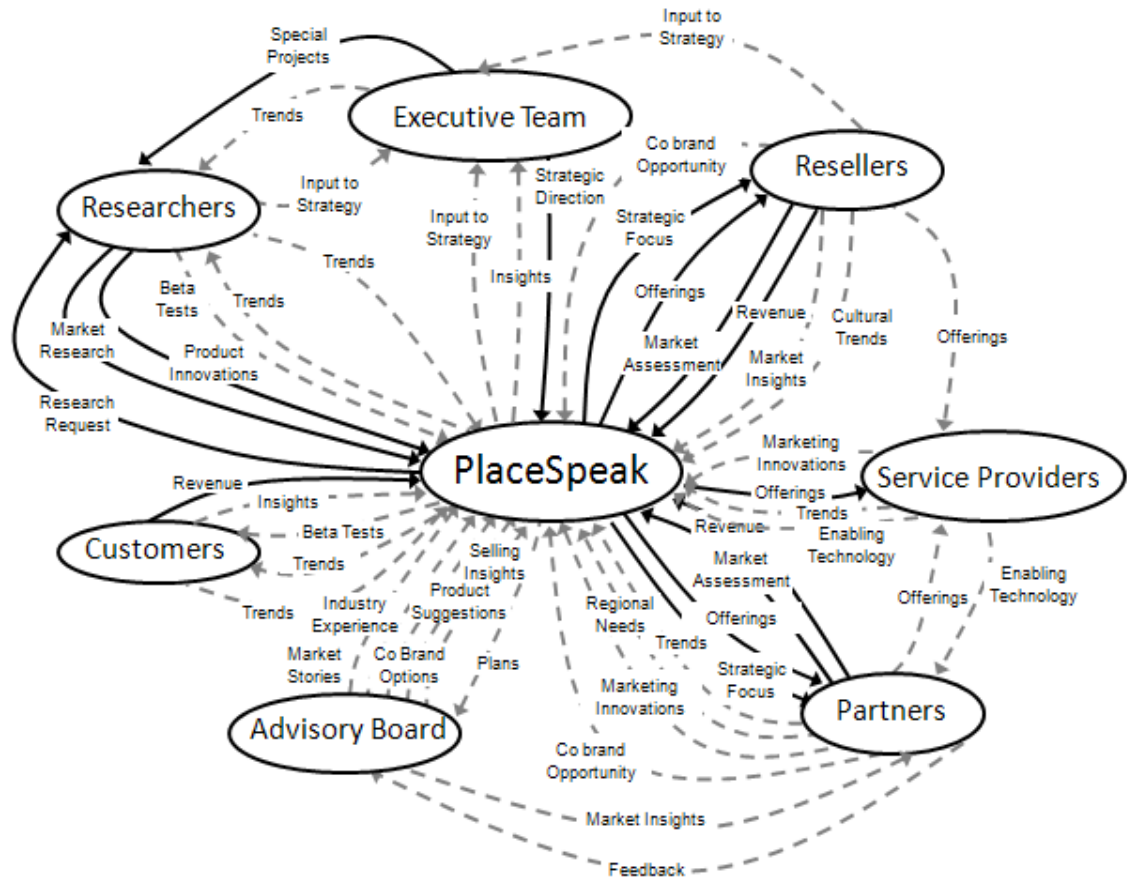 Input to
Strategy
Special
Projects
Executive Team
Trends
Co brand
Opportunity
Resellers
Researchers
Input to
Strategy
Strategic
Direction
Input to
Strategy
Strategic
Focus
Trends
Insights
Beta
Tests
Trends
Offerings
Revenue
Cultural
Trends
Offerings
Market
Research
Product
Innovations
Market
Assessment
Market
Insights
Research
Request
PlaceSpeak
Marketing
Innovations
Service Providers
Revenue
Insights
Offerings
Trends
Beta Tests
Revenue
Enabling
Technology
Customers
Trends
Selling
Insights
Market
Assessment
Enabling
Technology
Trends
Industry
Experience
Product
Suggestions
Regional
Needs
Offerings
Offerings
Trends
Market
Stories
Co Brand
Options
Plans
Strategic
Focus
Marketing
Innovations
Partners
Advisory Board
Co brand
Opportunity
Market Insights
Feedback